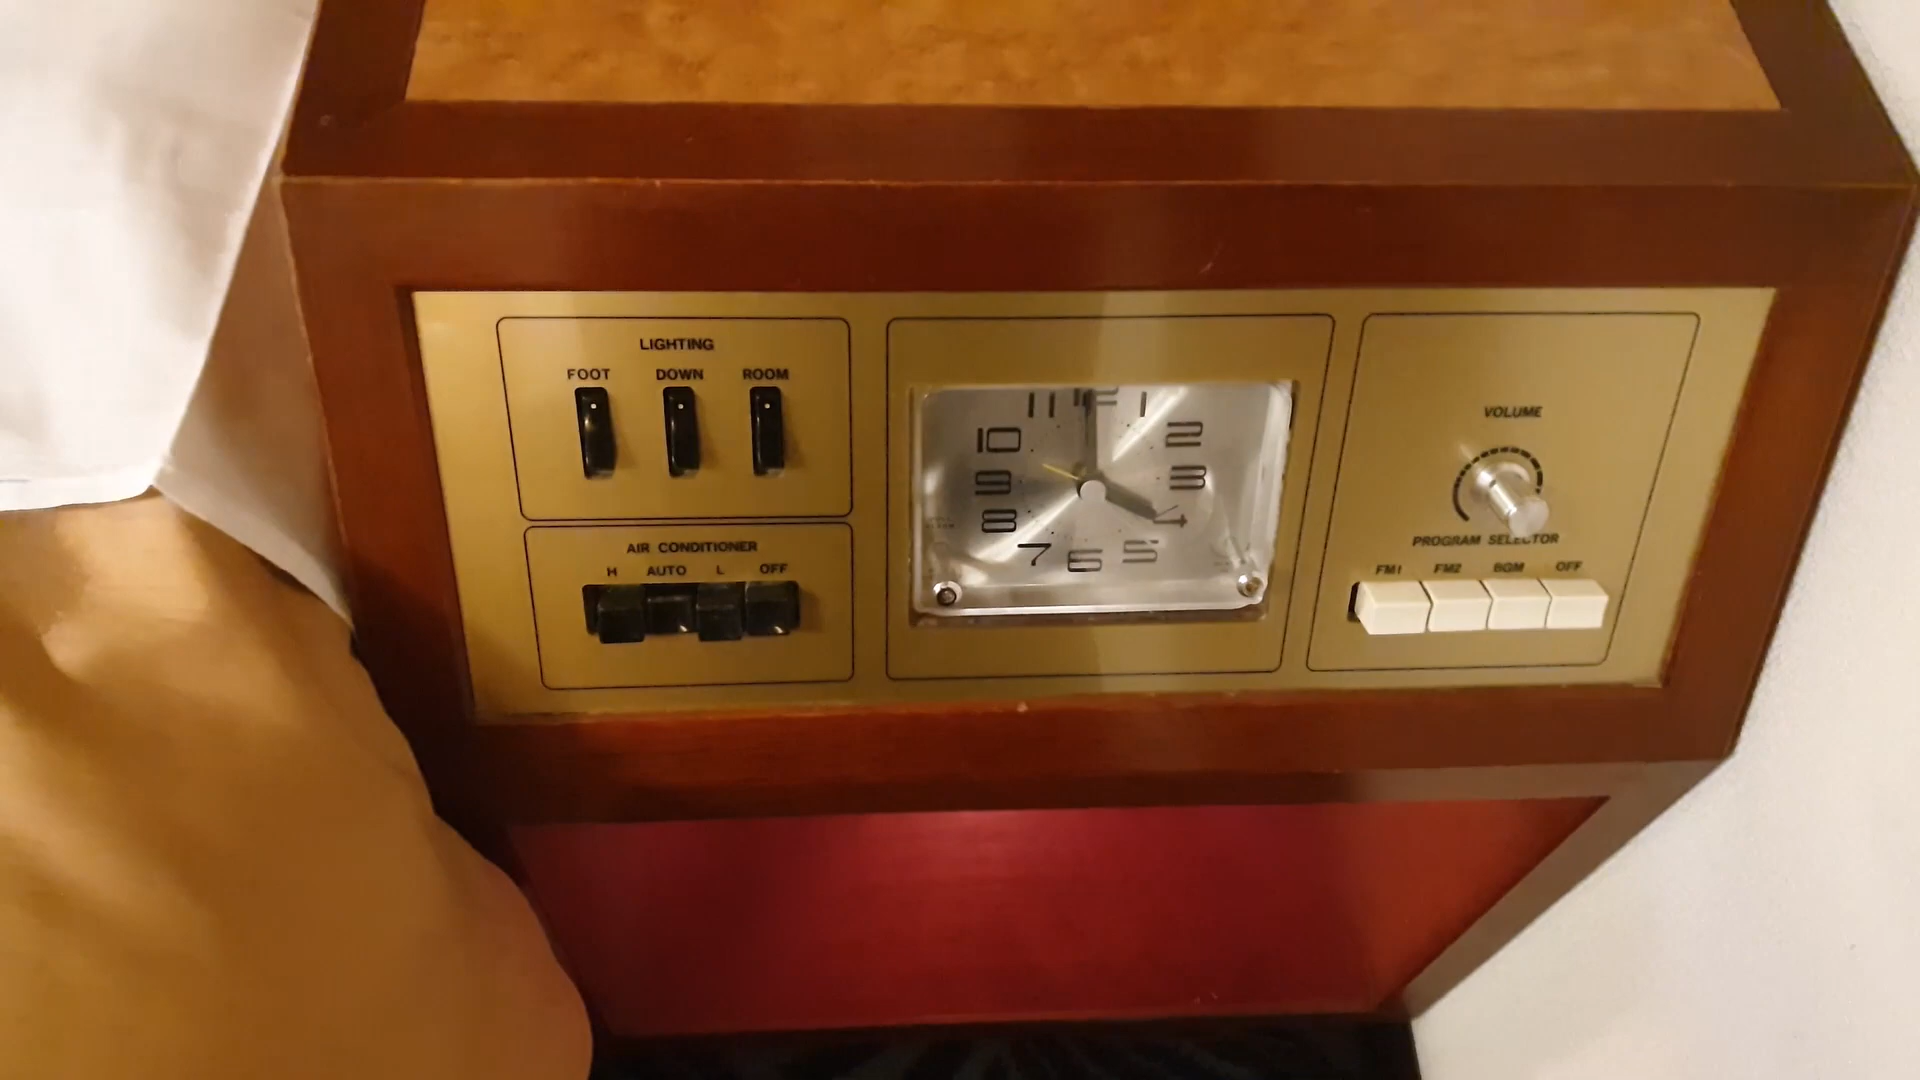 LIGHTING
FOOT DOWN ROOM
AIR CONDITIONER
H AUTO L OFF
11 12 1
10 2
9 3
8 4
7 6 5
VOLUME
PROGRAM SELECTOR
FM1 FM2 BGM OFF